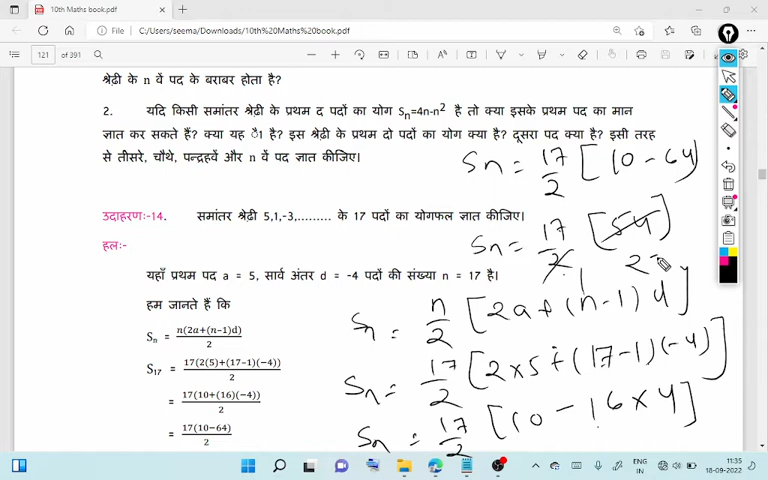 10th Maths book.pdf
File
C:/Users/seema/Downloads/10th%20Maths%20book.pdf
121
of 391
श्रेढ़ी के n वें पद के बराबर होता है?
2. यदि किसी समांतर श्रेढ़ी के प्रथम द पदों का योग Sn=4n-n² है तो क्या इसके प्रथम पद का मान
ज्ञात कर सकते हैं? क्या यह ै1 है? इस श्रेढ़ी के प्रथम दो पदों का योग क्या है? दूसरा पद क्या है? इसी तरह
से तीसरे, चौथे, पन्द्रहवें और n वें पद ज्ञात कीजिए।
Sn = 17/2 [10 - 64]
उदाहरणः-14. समांतर श्रेढ़ी 5,1,-3,......... के 17 पदों का योगफल ज्ञात कीजिए।
Sn = 17/2 [54]
27
हलः-
यहाँ प्रथम पद a = 5, सार्व अंतर d = -4 पदों की संख्या n = 17 है।
हम जानते हैं कि
Sn = n/2 [2a+(n-1)d]
Sn = n(2a+(n-1)d)/2
Sn = 17/2 [2×5+(17-1)(-4)]
S17 = 17(2(5)+(17-1)(-4))/2
= 17(10+(16)(-4))/2
Sn = 17/2 [10 - 16×4]
= 17(10-64)/2
ENG
IN
11:35
18-09-2022